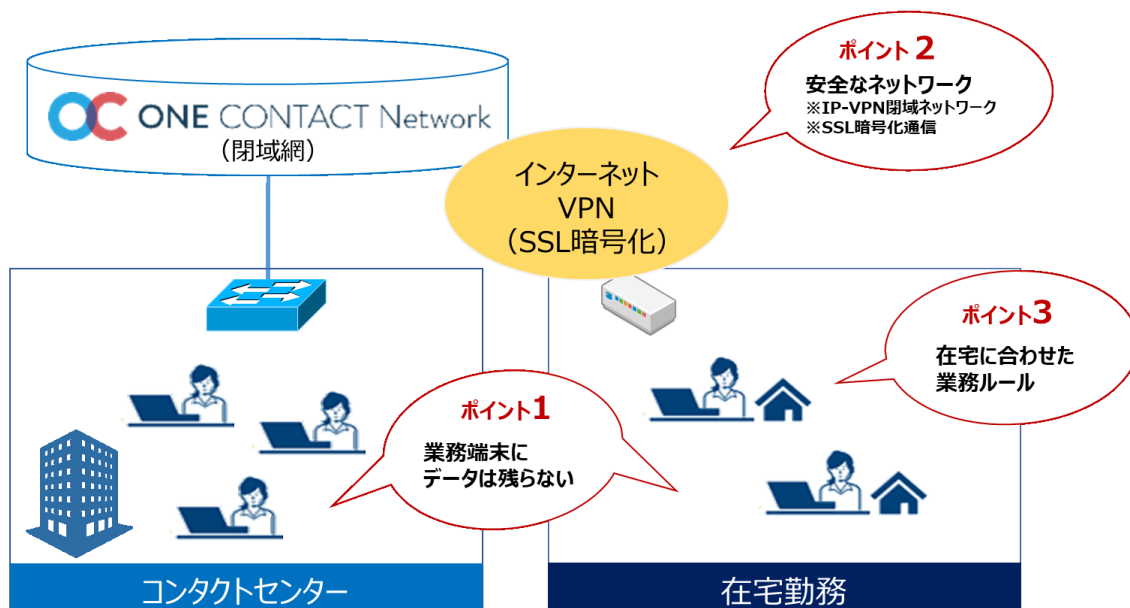 OC ONE CONTACT Network
(閉域網)
インターネット
VPN
(SSL暗号化)
ポイント2
安全なネットワーク
※IP-VPN閉域ネットワーク
※SSL暗号化通信
ポイント1
業務端末に
データは残らない
ポイント3
在宅に合わせた
業務ルール
コンタクトセンター
在宅勤務